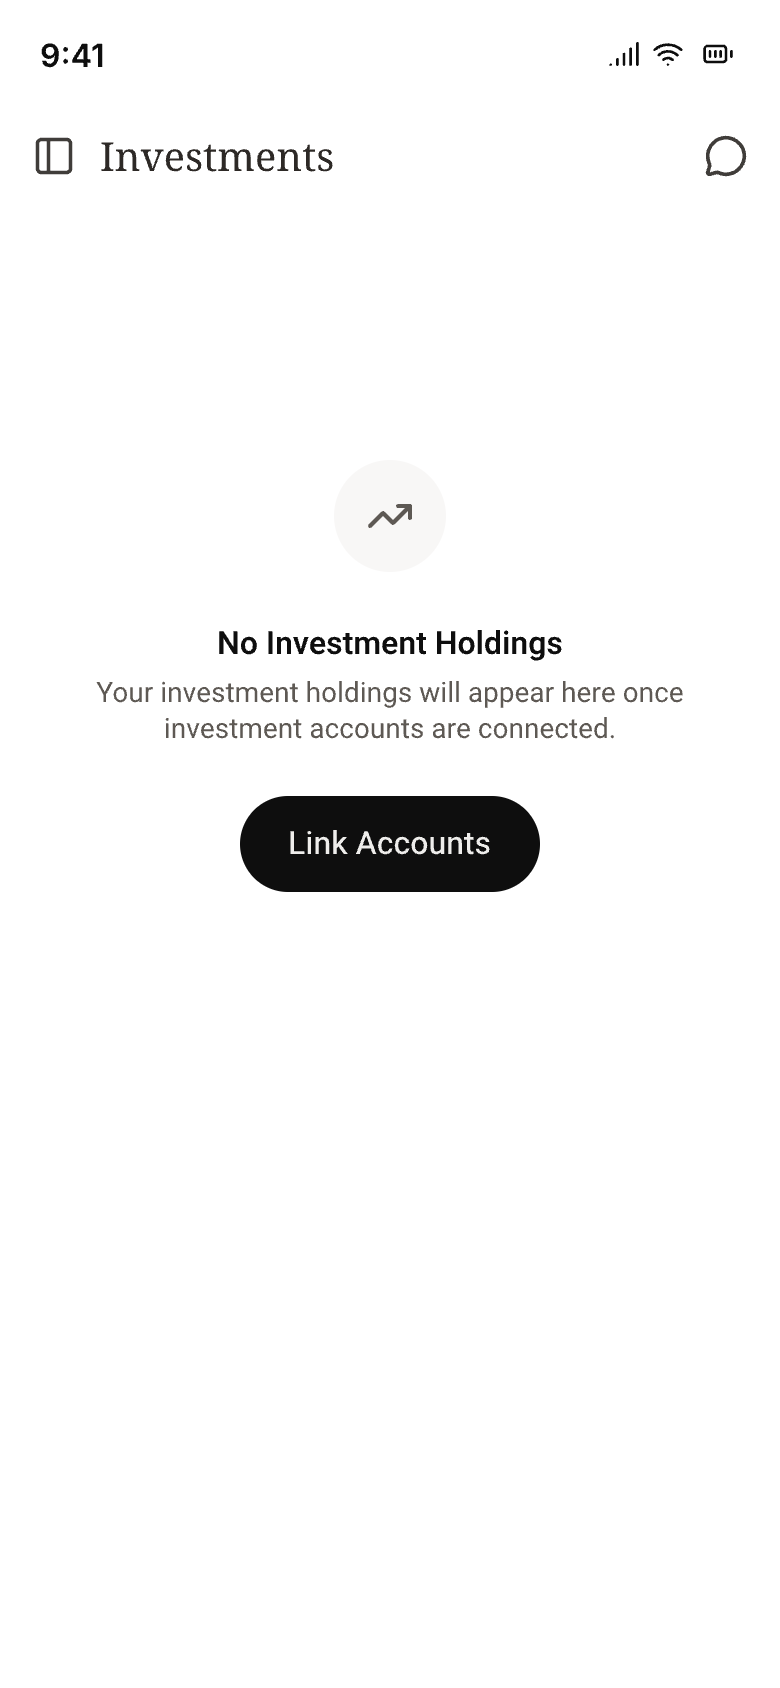 9:41
Investments
No Investment Holdings
Your investment holdings will appear here once
investment accounts are connected.
Link Accounts